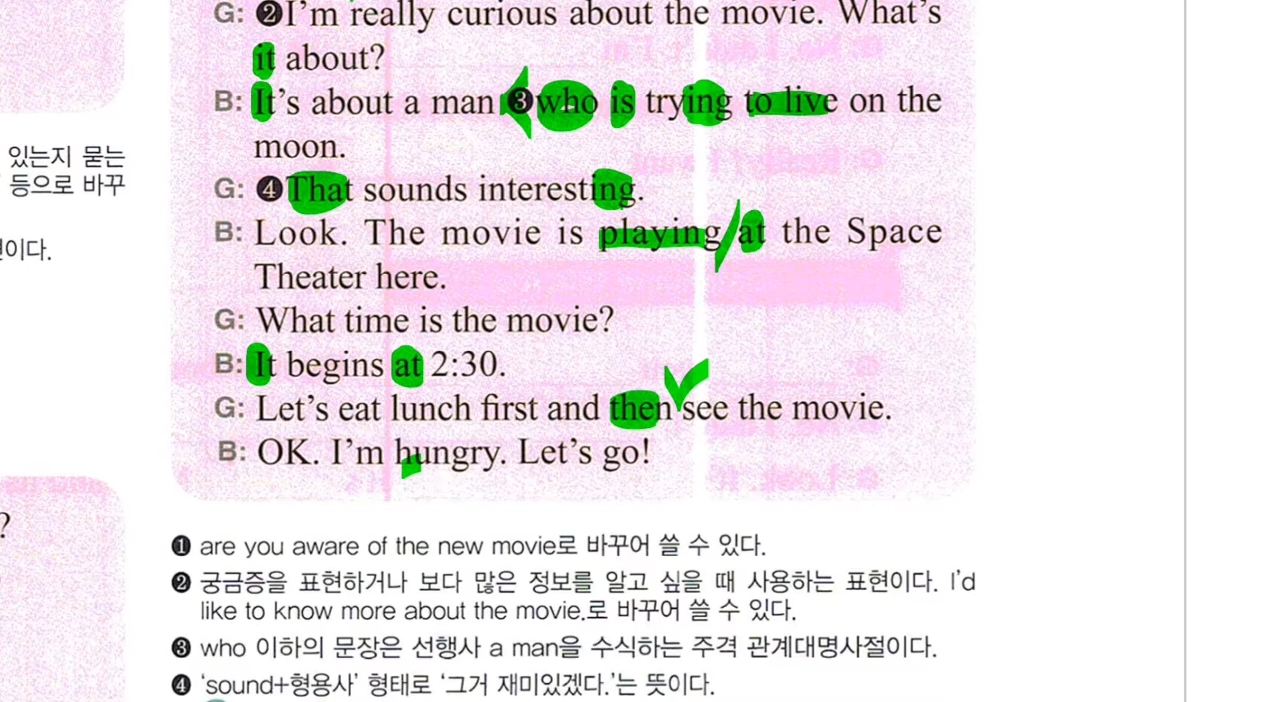 G: ❷I'm really curious about the movie. What's
it about?
B: It's about a man ❸who is trying to live on the
moon.
있는지 묻는
G: ❹That sounds interesting.
등으로 바꾸
B: Look. The movie is playing at the Space
이다.
Theater here.
G: What time is the movie?
B: It begins at 2:30.
G: Let's eat lunch first and then see the movie.
B: OK. I'm hungry. Let's go!
?
❶ are you aware of the new movie로 바꾸어 쓸 수 있다.
❷ 궁금증을 표현하거나 보다 많은 정보를 알고 싶을 때 사용하는 표현이다. I'd
like to know more about the movie.로 바꾸어 쓸 수 있다.
❸ who 이하의 문장은 선행사 a man을 수식하는 주격 관계대명사절이다.
❹ 'sound+형용사' 형태로 '그거 재미있겠다.'는 뜻이다.